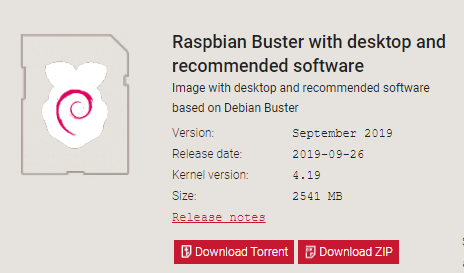 Raspbian Buster with desktop and
recommended software
Image with desktop and recommended software
based on Debian Buster
Version: September 2019
Release date: 2019-09-26
Kernel version: 4.19
Size: 2541 MB
Release notes
Download Torrent Download ZIP